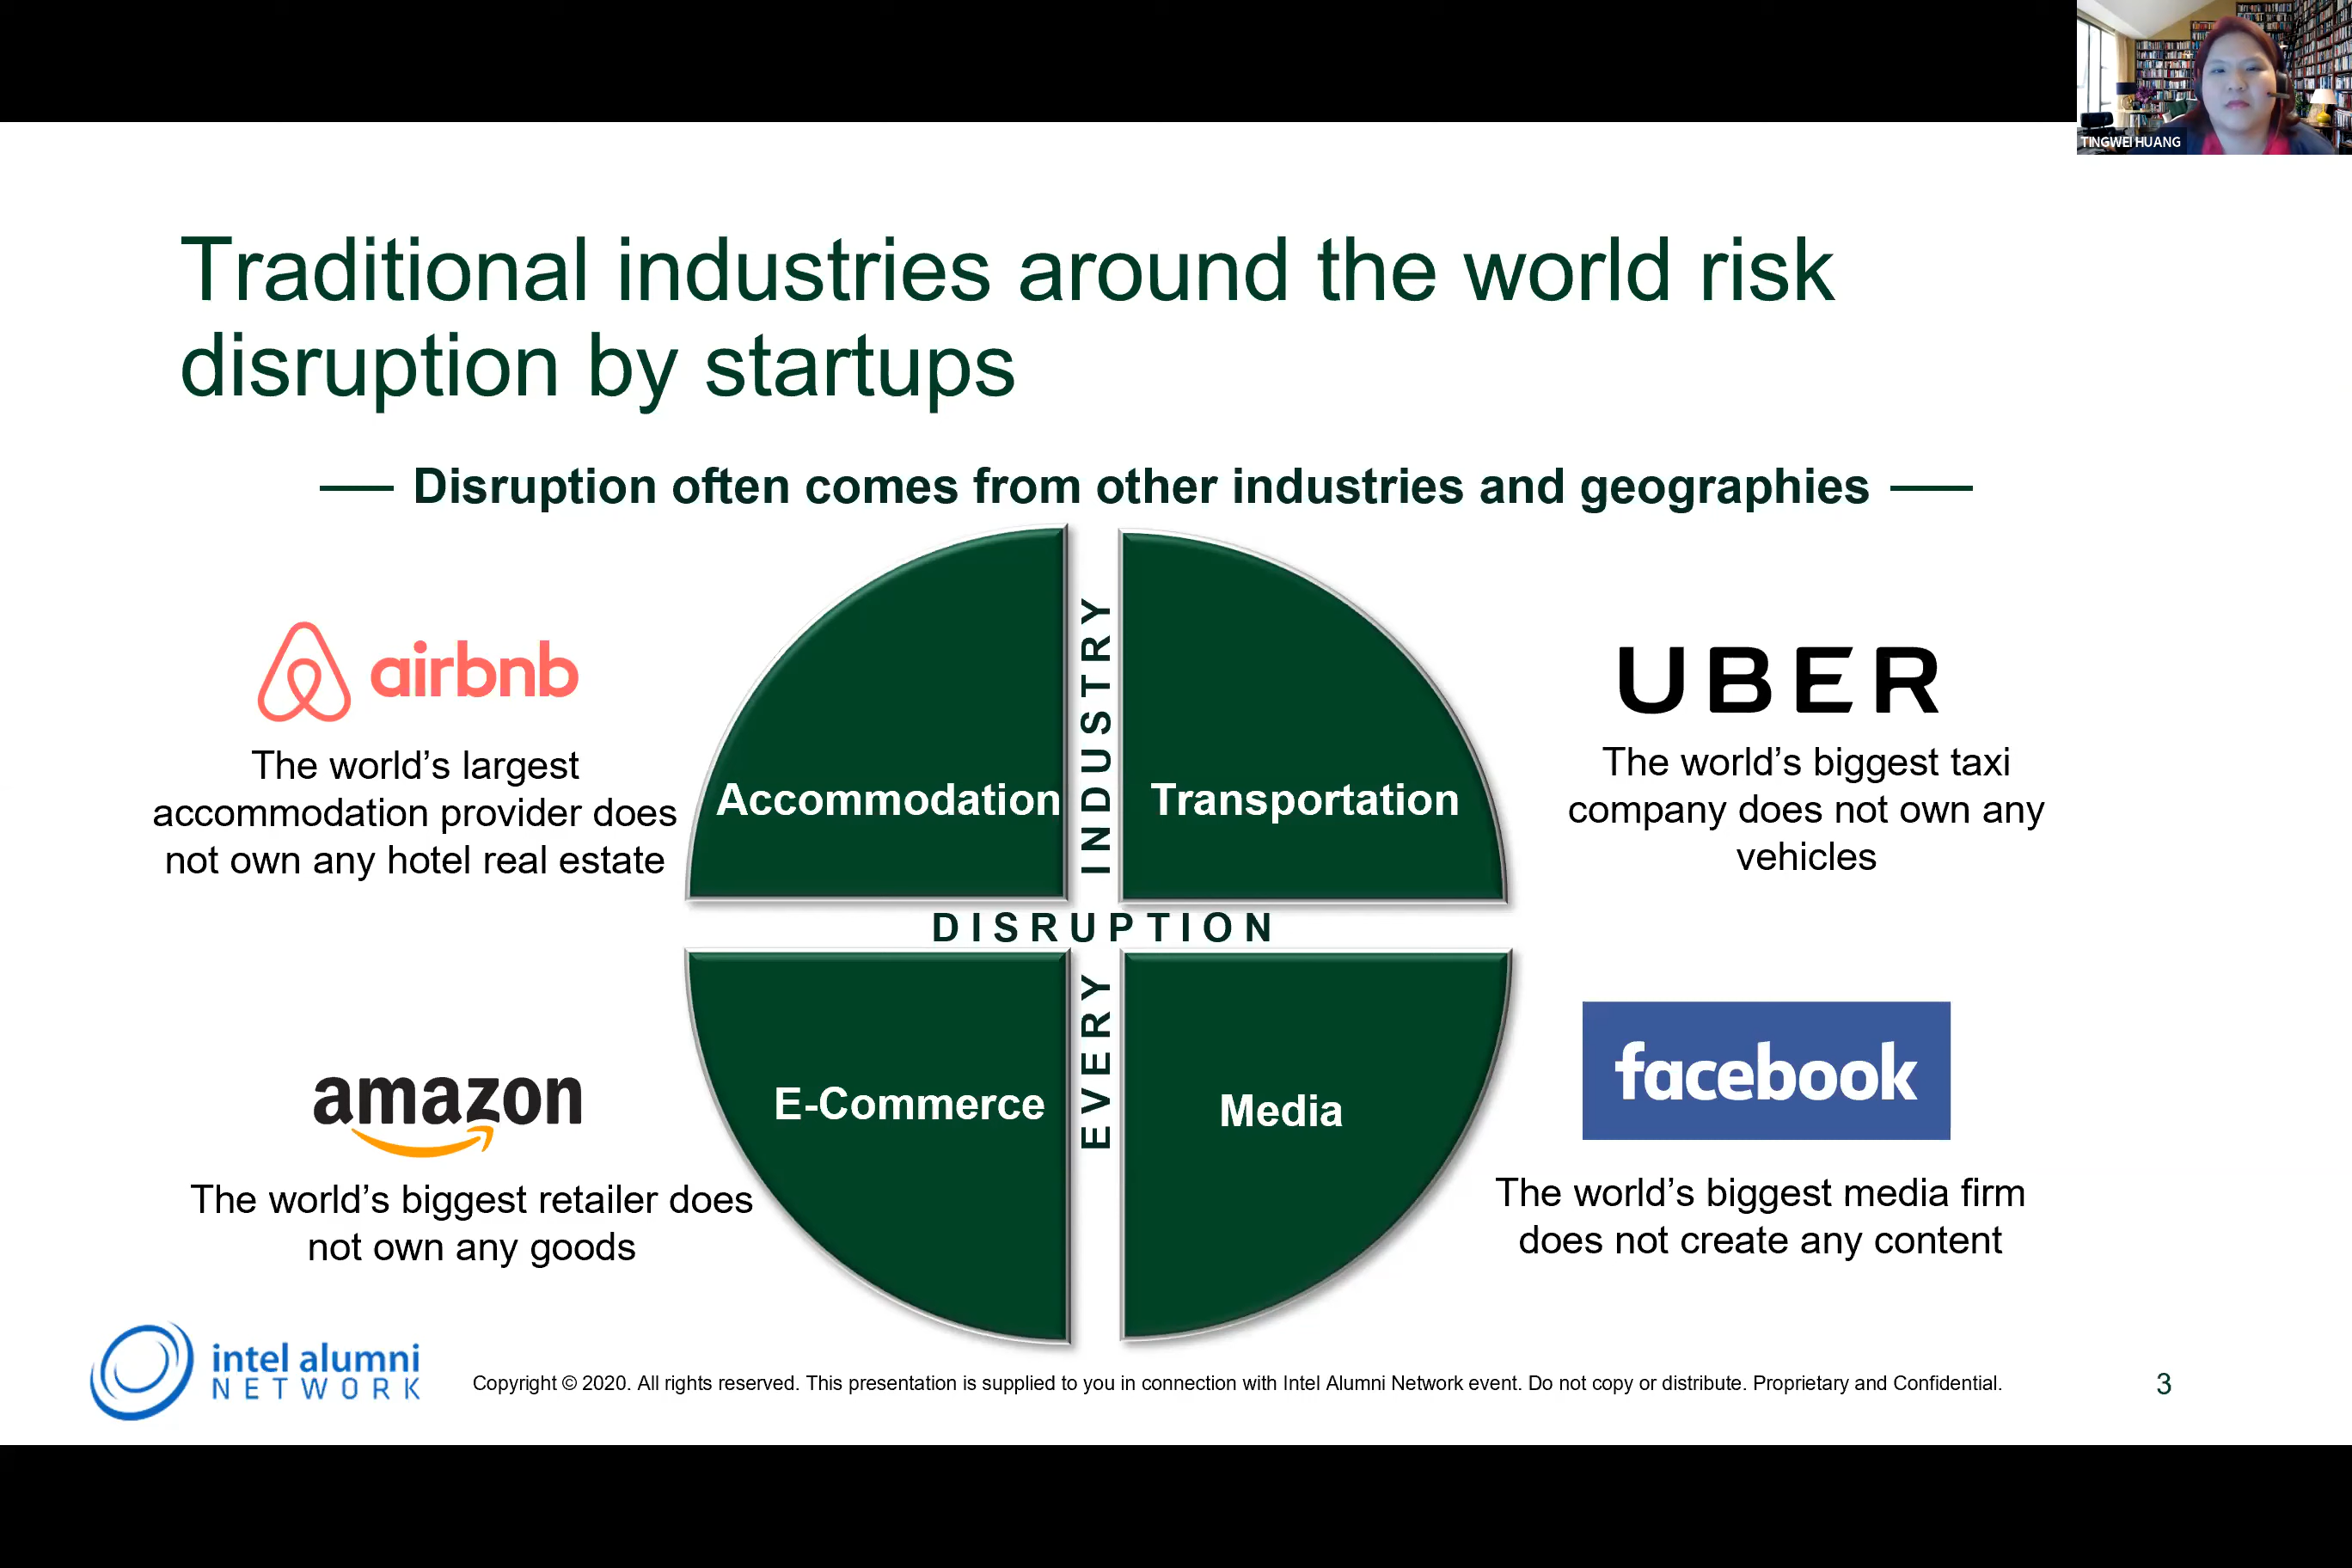 TINGWEI HUANG
Traditional industries around the world risk
disruption by startups
Disruption often comes from other industries and geographies
airbnb
The world's largest
accommodation provider does
not own any hotel real estate
Accommodation
INDUSTRY
Transportation
UBER
The world's biggest taxi
company does not own any
vehicles
DISRUPTION
amazon
The world's biggest retailer does
not own any goods
E-Commerce
EVERY
Media
facebook
The world's biggest media firm
does not create any content
intel alumni
NETWORK
Copyright © 2020. All rights reserved. This presentation is supplied to you in connection with Intel Alumni Network event. Do not copy or distribute. Proprietary and Confidential.
3